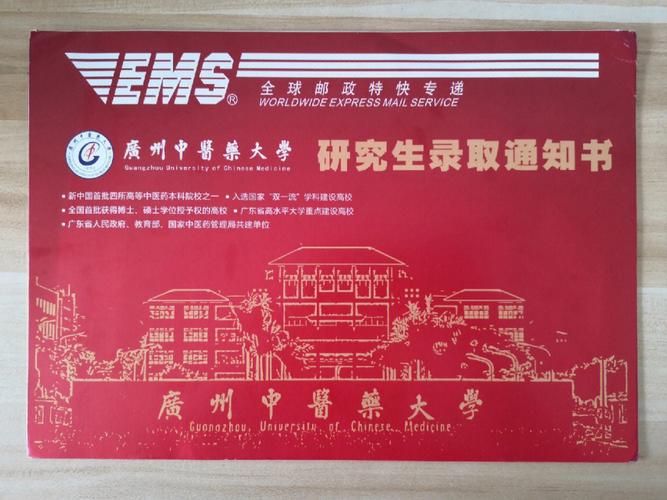 EMS®
全球邮政特快专递
WORLDWIDE EXPRESS MAIL SERVICE
廣州中醫藥大學
Guangzhou University of Chinese Medicine
研究生录取通知书
• 新中国首批四所高等中医药本科院校之一 • 入选国家“双一流”学科建设高校
• 全国首批获得博士、硕士学位授予权的高校 • 广东省高水平大学重点建设高校
• 广东省人民政府、教育部、国家中医药管理局共建单位
廣州中醫藥大學
Guangzhou, University of Chinese Medicine